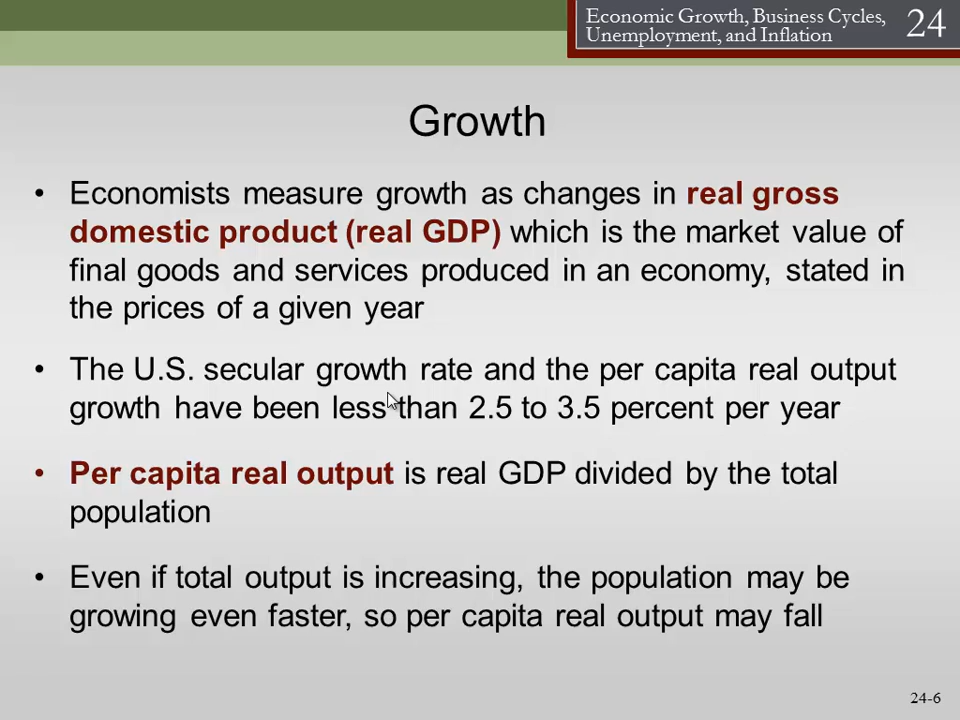 Economic Growth, Business Cycles,
Unemployment, and Inflation
24
Growth
• Economists measure growth as changes in real gross
domestic product (real GDP) which is the market value of
final goods and services produced in an economy, stated in
the prices of a given year
• The U.S. secular growth rate and the per capita real output
growth have been less than 2.5 to 3.5 percent per year
• Per capita real output is real GDP divided by the total
population
• Even if total output is increasing, the population may be
growing even faster, so per capita real output may fall
24-6